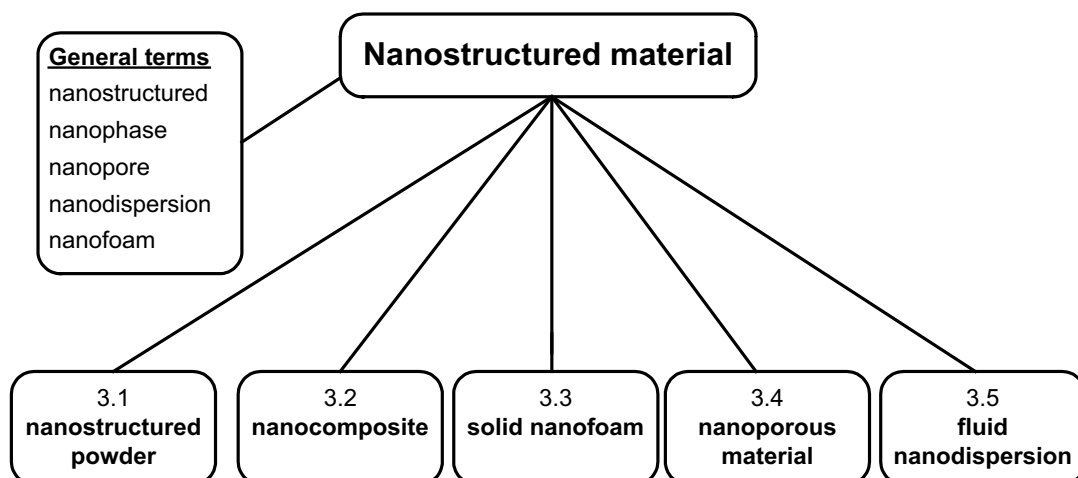 General terms
nanostructured
nanophase
nanopore
nanodispersion
nanofoam
Nanostructured material
3.1
nanostructured
powder
3.2
nanocomposite
3.3
solid nanofoam
3.4
nanoporous
material
3.5
fluid
nanodispersion